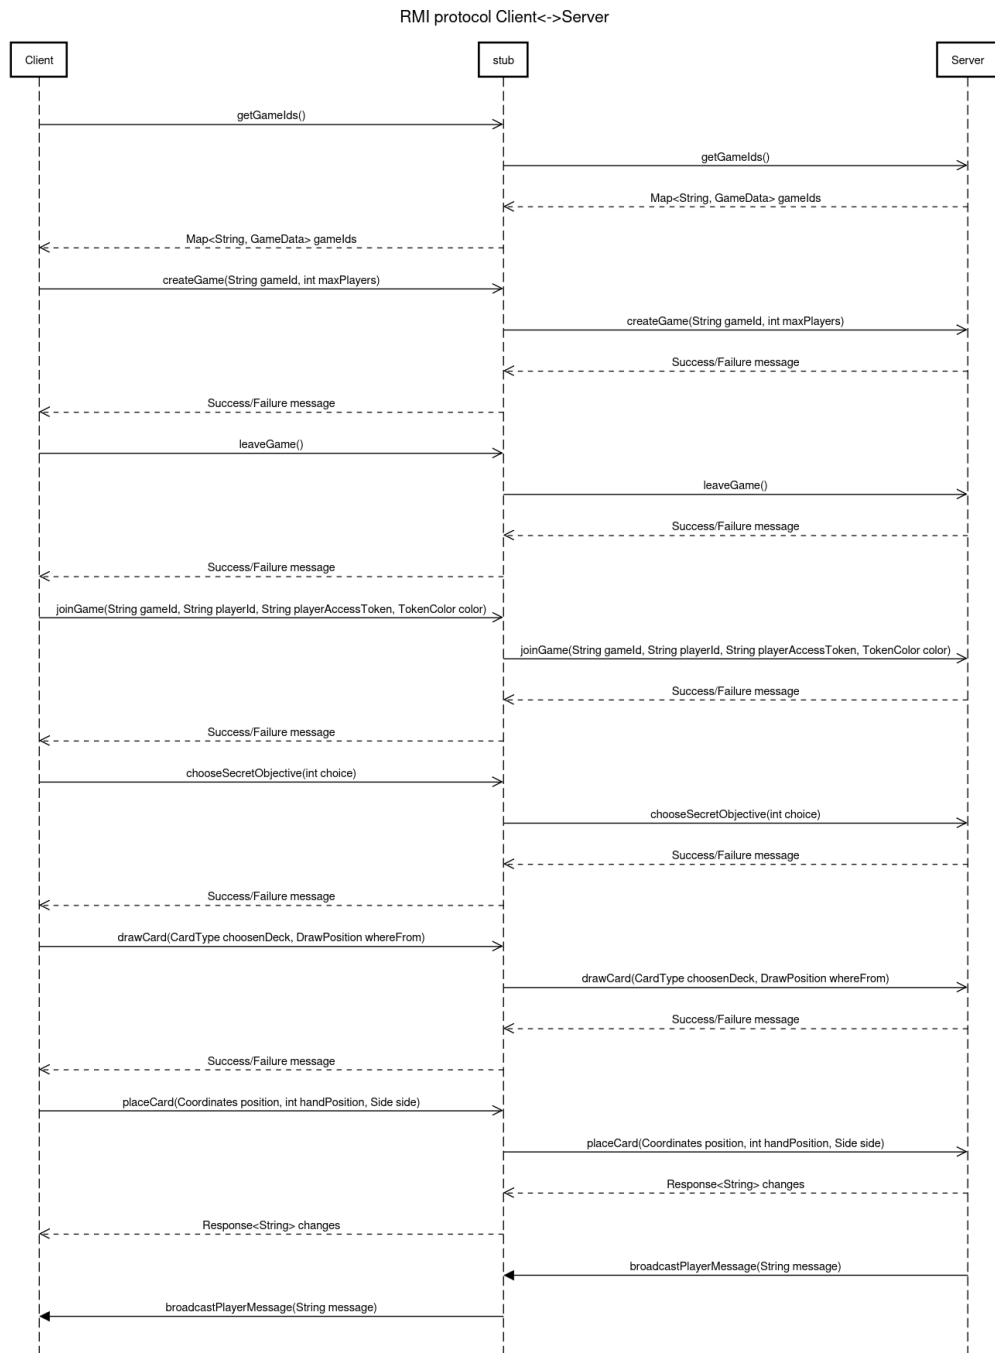 RMI protocol Client<->Server
Client
stub
Server
getGameIds()
getGameIds()
Map<String, GameData> gameIds
Map<String, GameData> gameIds
createGame(String gameId, int maxPlayers)
createGame(String gameId, int maxPlayers)
Success/Failure message
Success/Failure message
leaveGame()
leaveGame()
Success/Failure message
Success/Failure message
joinGame(String gameId, String playerId, String playerAccessToken, TokenColor color)
joinGame(String gameId, String playerId, String playerAccessToken, TokenColor color)
Success/Failure message
Success/Failure message
chooseSecretObjective(int choice)
chooseSecretObjective(int choice)
Success/Failure message
Success/Failure message
drawCard(CardType choosenDeck, DrawPosition whereFrom)
drawCard(CardType choosenDeck, DrawPosition whereFrom)
Success/Failure message
Success/Failure message
placeCard(Coordinates position, int handPosition, Side side)
placeCard(Coordinates position, int handPosition, Side side)
Response<String> changes
Response<String> changes
broadcastPlayerMessage(String message)
broadcastPlayerMessage(String message)